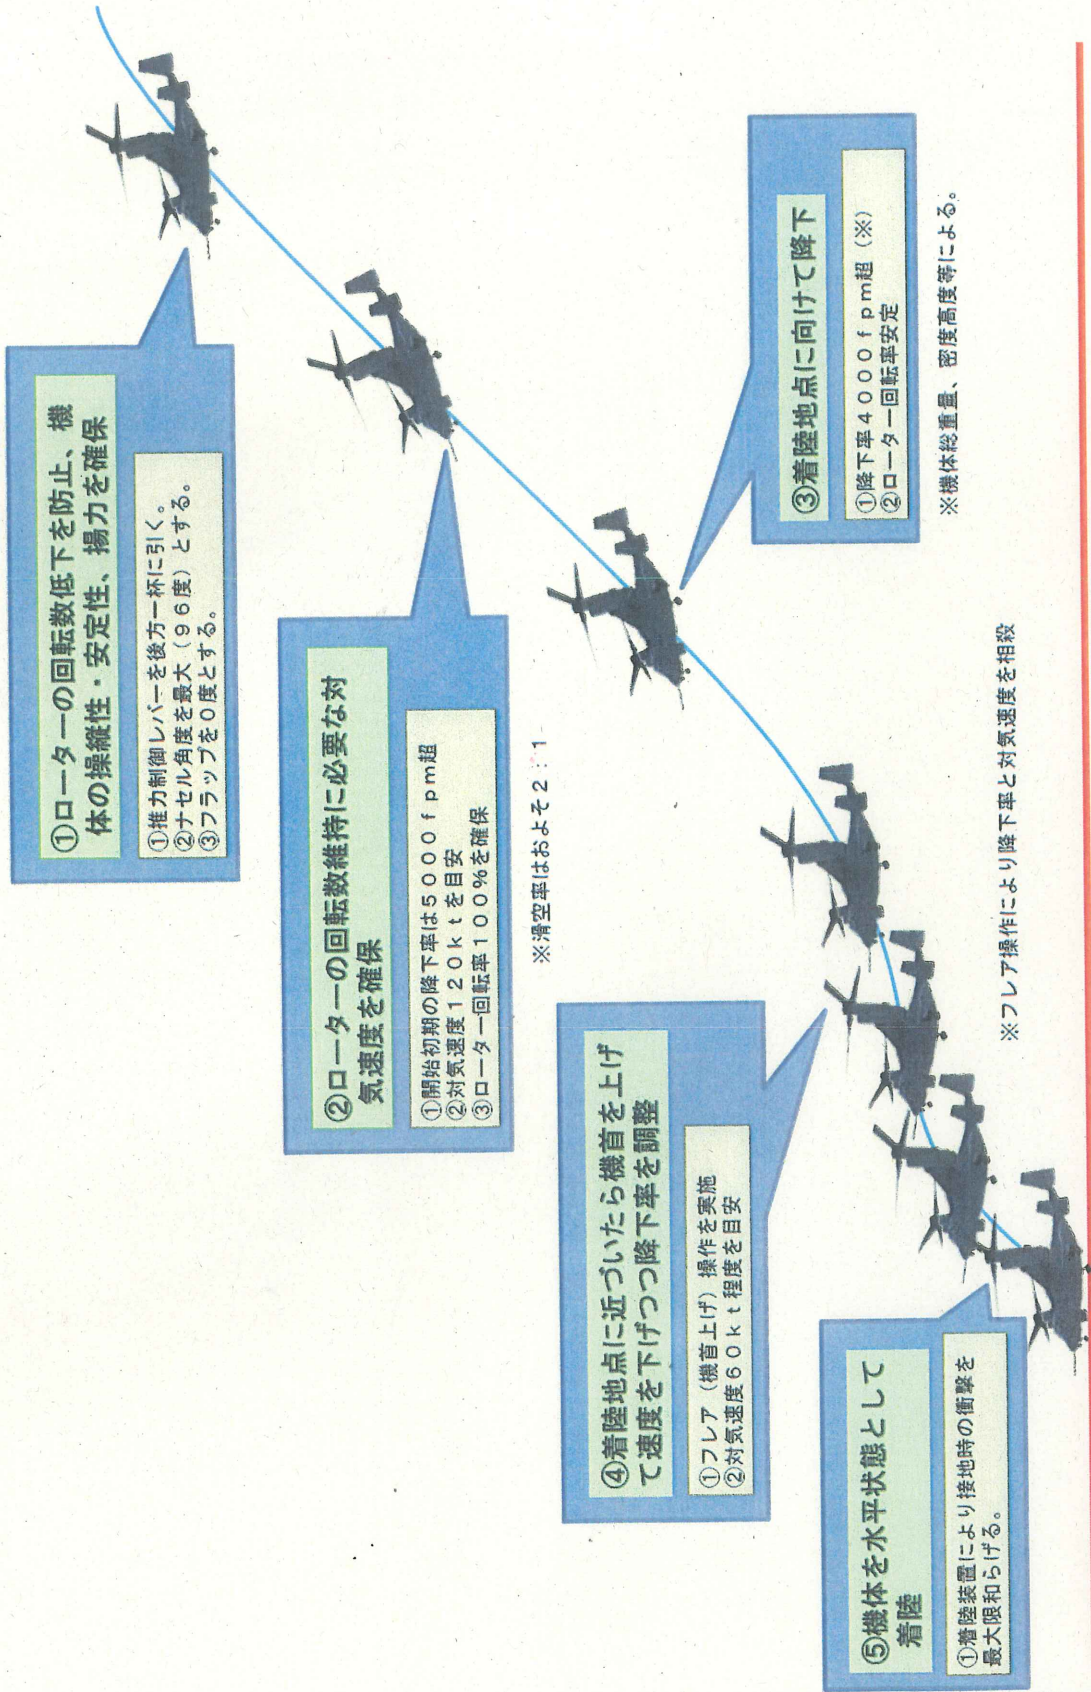 ①ローターの回転数低下を防止、機
体の操縦性・安定性、揚力を確保
①推力制御レバーを後方一杯に引く。
②ナセル角度を最大（９６度）とする。
③フラップを０度とする。
②ローターの回転数維持に必要な対
気速度を確保
①開始初期の降下率は５０００ｆｐｍ超
②対気速度１２０ｋｔを目安
③ローター回転率１００％を確保
※滑空率はおよそ２：１
③着陸地点に向けて降下
①降下率４０００ｆｐｍ超（※）
②ローター回転率安定
※機体総重量、密度高度等による。
④着陸地点に近づいたら機首を上げ
て速度を下げつつ降下率を調整
①フレア（機首上げ）操作を実施
②対気速度６０ｋｔ程度を目安
※フレア操作により降下率と対気速度を相殺
⑤機体を水平状態として
着陸
①着陸装置により接地時の衝撃を
最大限和らげる。